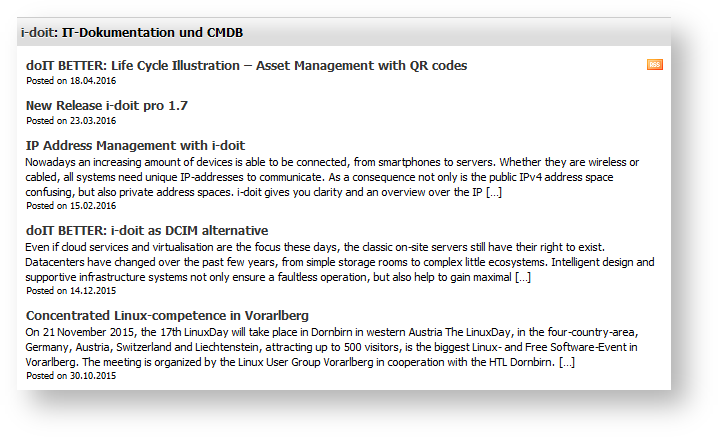 i-doit: IT-Dokumentation und CMDB
doIT BETTER: Life Cycle Illustration – Asset Management with QR codes
RSS
Posted on 18.04.2016
New Release i-doit pro 1.7
Posted on 23.03.2016
IP Address Management with i-doit
Nowadays an increasing amount of devices is able to be connected, from smartphones to servers. Whether they are wireless or
cabled, all systems need unique IP-addresses to communicate. As a consequence not only is the public IPv4 address space
confusing, but also private address spaces. i-doit gives you clarity and an overview over the IP [...]
Posted on 15.02.2016
doIT BETTER: i-doit as DCIM alternative
Even if cloud services and virtualisation are the focus these days, the classic on-site servers still have their right to exist.
Datacenters have changed over the past few years, from simple storage rooms to complex little ecosystems. Intelligent design and
supportive infrastructure systems not only ensure a faultless operation, but also help to gain maximal [...]
Posted on 14.12.2015
Concentrated Linux-competence in Vorarlberg
On 21 November 2015, the 17th LinuxDay will take place in Dornbirn in western Austria The LinuxDay, in the four-country-area,
Germany, Austria, Switzerland and Liechtenstein, attracting up to 500 visitors, is the biggest Linux- and Free Software-Event in
Vorarlberg. The meeting is organized by the Linux User Group Vorarlberg in cooperation with the HTL Dornbirn. [...]
Posted on 30.10.2015